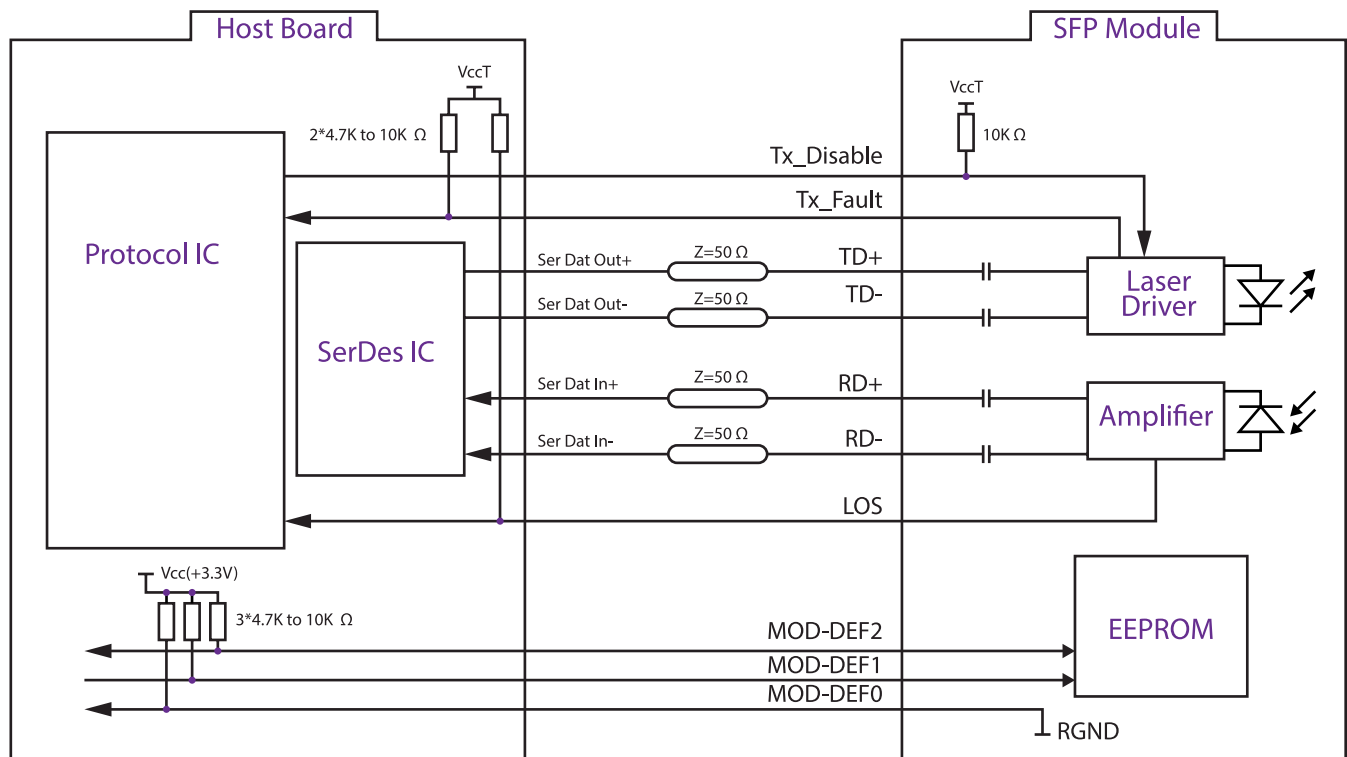 Host Board
SFP Module
VccT
VccT
2*4.7K to 10K Ω
10K Ω
Tx_Disable
Tx_Fault
Protocol IC
SerDes IC
Ser Dat Out+
Z=50 Ω
TD+
Ser Dat Out-
Z=50 Ω
TD-
Laser
Driver
Ser Dat In+
Z=50 Ω
RD+
Ser Dat In-
Z=50 Ω
RD-
Amplifier
LOS
Vcc(+3.3V)
3*4.7K to 10K Ω
MOD-DEF2
MOD-DEF1
MOD-DEF0
EEPROM
RGND